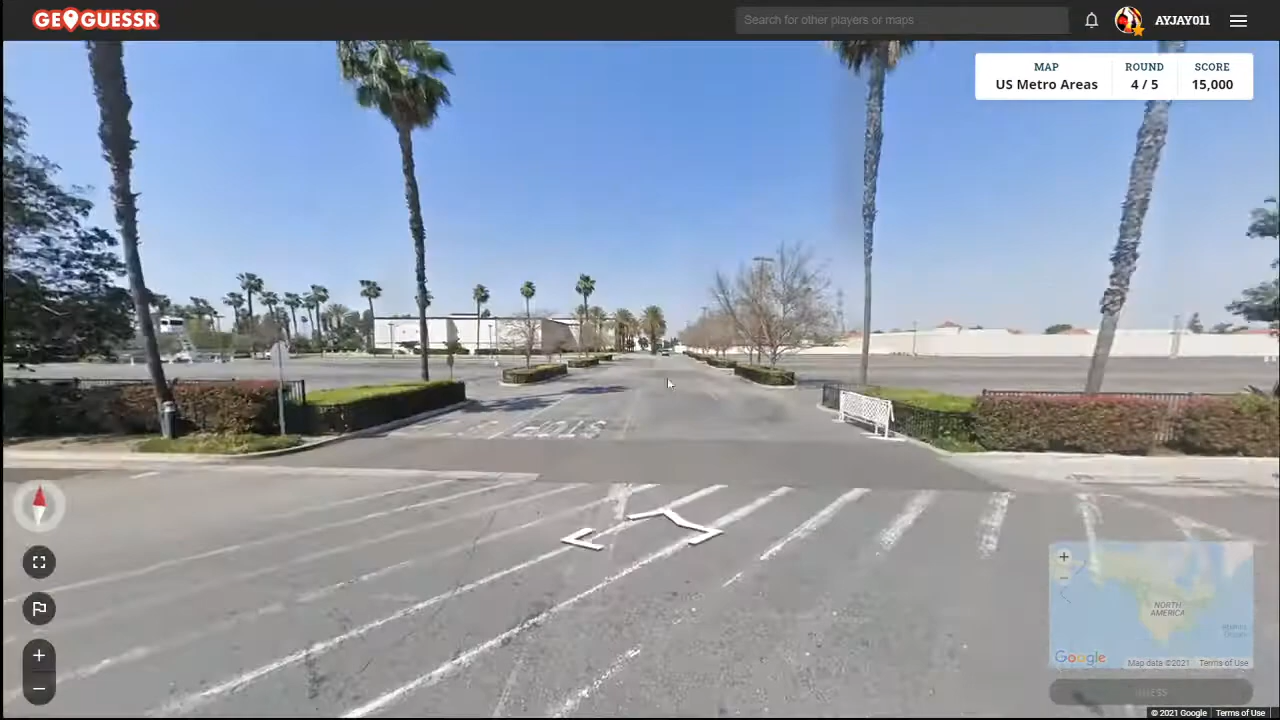 GEOGUESSR
Search for other players or maps
AYJAY011
MAP
US Metro Areas
ROUND
4 / 5
SCORE
15,000
+
−
+
−
NORTH
AMERICA
Google
Map data ©2021
Terms of Use
GUESS
© 2021 Google
Terms of Use